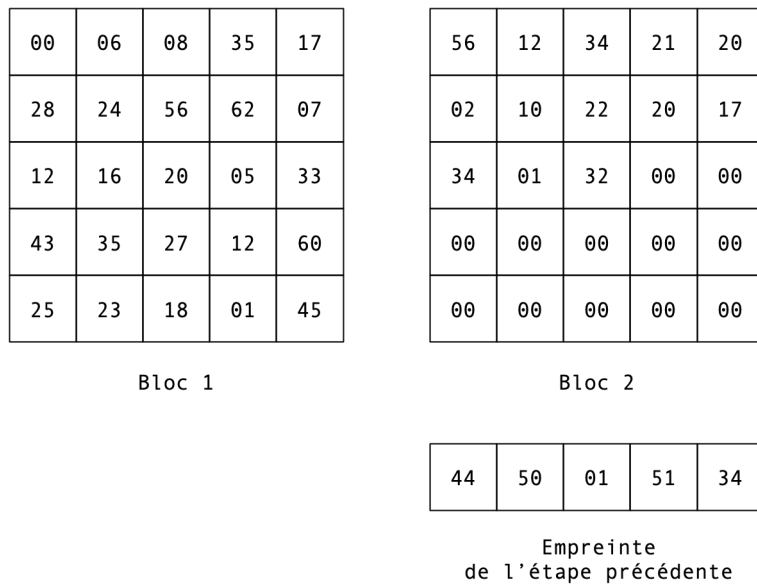 00 06 08 35 17
28 24 56 62 07
12 16 20 05 33
43 35 27 12 60
25 23 18 01 45
Bloc 1
56 12 34 21 20
02 10 22 20 17
34 01 32 00 00
00 00 00 00 00
00 00 00 00 00
Bloc 2
44 50 01 51 34
Empreinte
de l'étape précédente